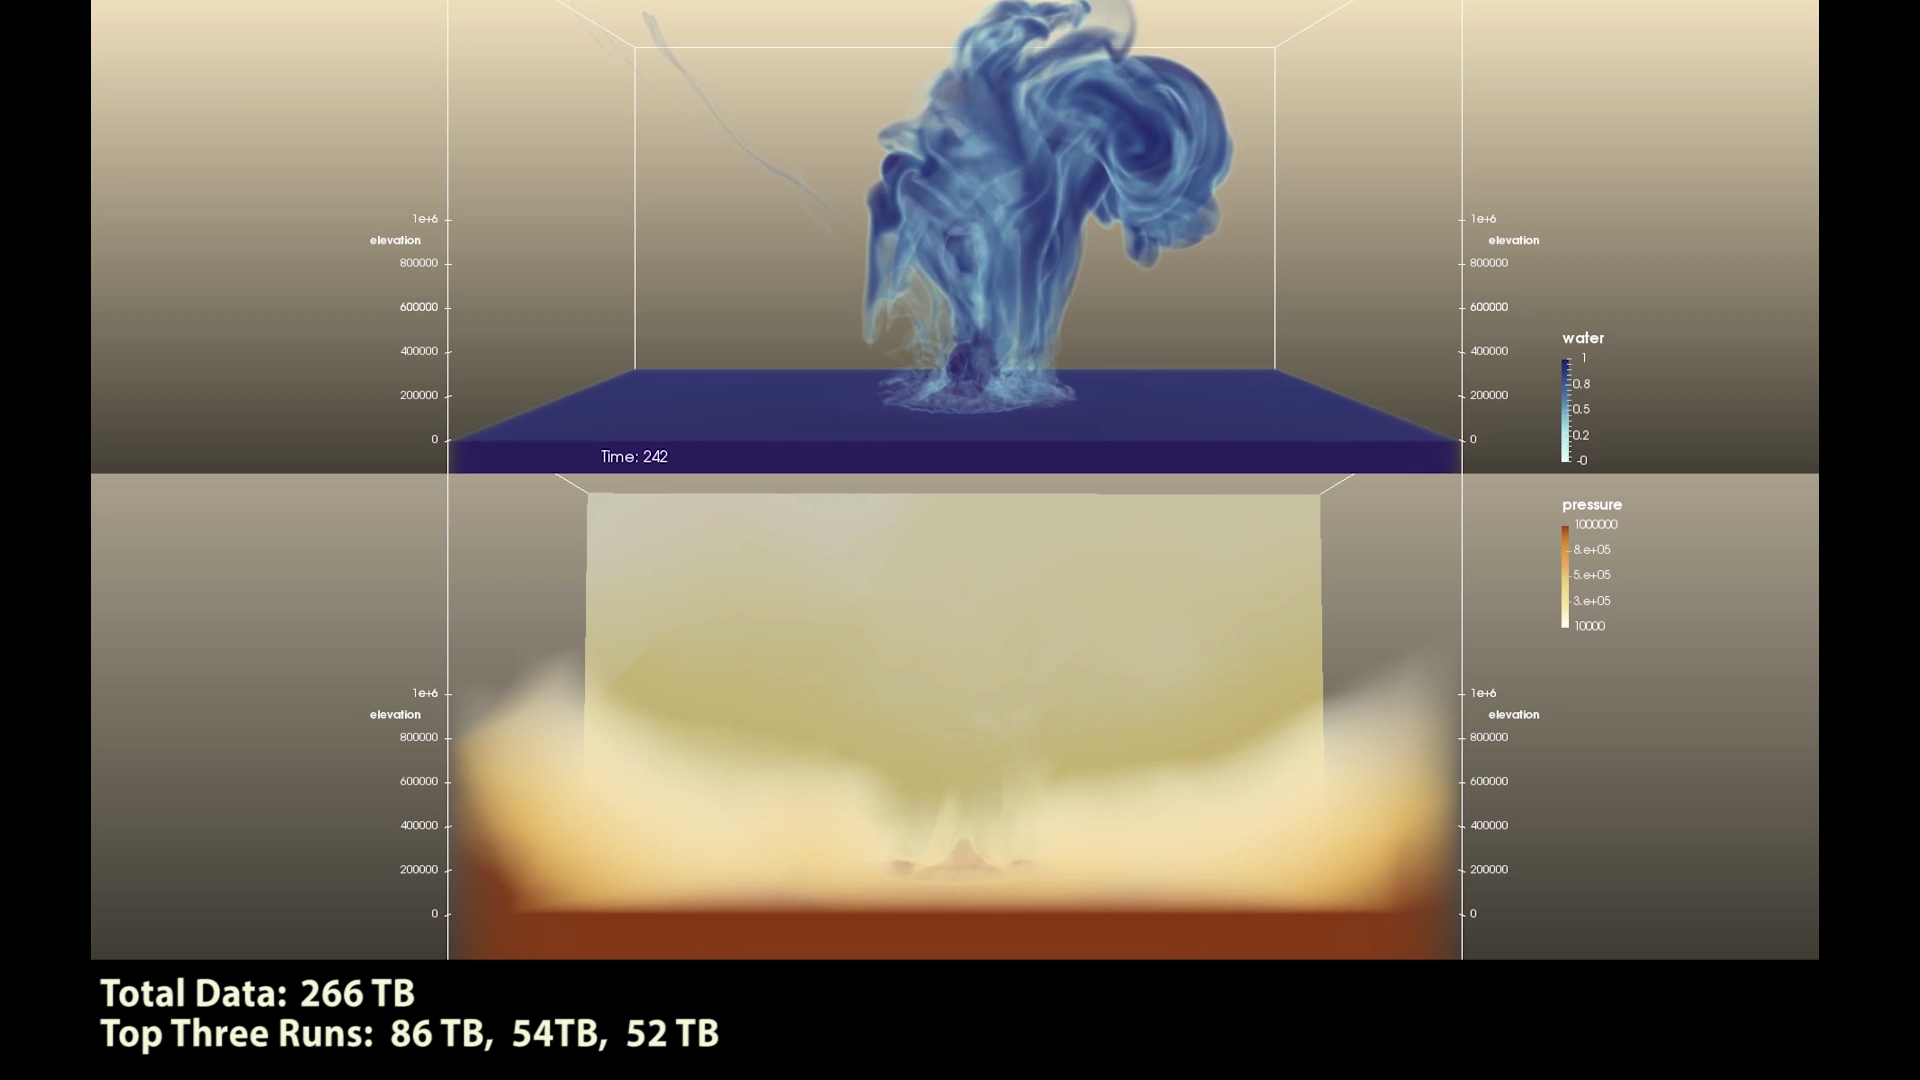 1e+6
elevation
800000
600000
400000
200000
0
1e+6
elevation
800000
600000
400000
200000
0
water
1
0.8
0.5
0.2
-0
Time: 242
pressure
1000000
8.e+05
5.e+05
3.e+05
10000
1e+6
elevation
800000
600000
400000
200000
0
1e+6
elevation
800000
600000
400000
200000
0
Total Data: 266 TB
Top Three Runs: 86 TB, 54TB, 52 TB